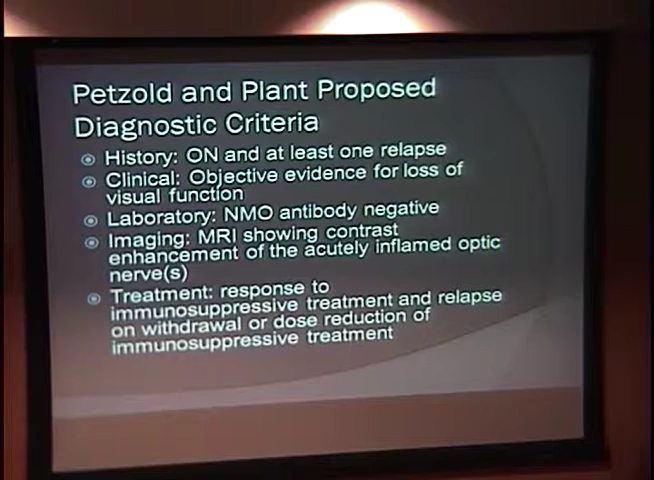 Petzold and Plant Proposed
Diagnostic Criteria
History: ON and at least one relapse
Clinical: Objective evidence for loss of
visual function
Laboratory: NMO antibody negative
Imaging: MRI showing contrast
enhancement of the acutely inflamed optic
nerve(s)
Treatment: response to
immunosuppressive treatment and relapse
on withdrawal or dose reduction of
immunosuppressive treatment